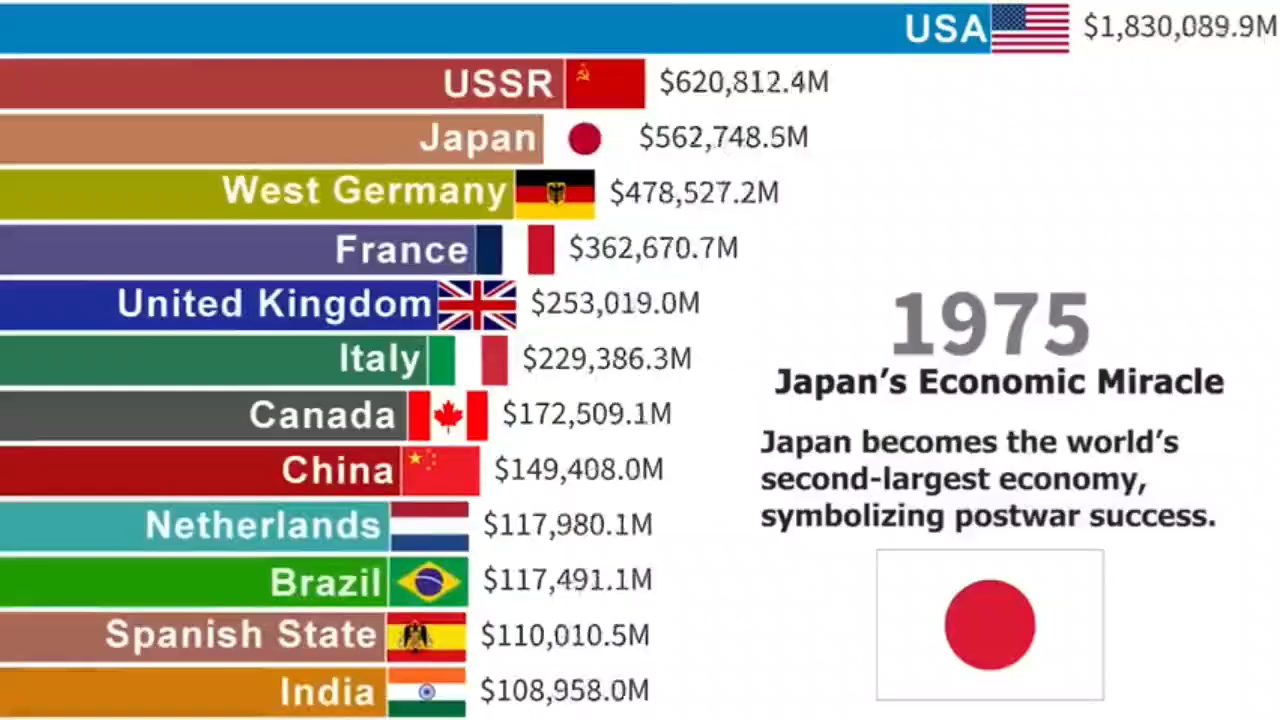 USA $1,830,089.9M
USSR $620,812.4M
Japan $562,748.5M
West Germany $478,527.2M
France $362,670.7M
United Kingdom $253,019.0M
Italy $229,386.3M
Canada $172,509.1M
China $149,408.0M
Netherlands $117,980.1M
Brazil $117,491.1M
Spanish State $110,010.5M
India $108,958.0M
1975
Japan’s Economic Miracle
Japan becomes the world’s
second-largest economy,
symbolizing postwar success.